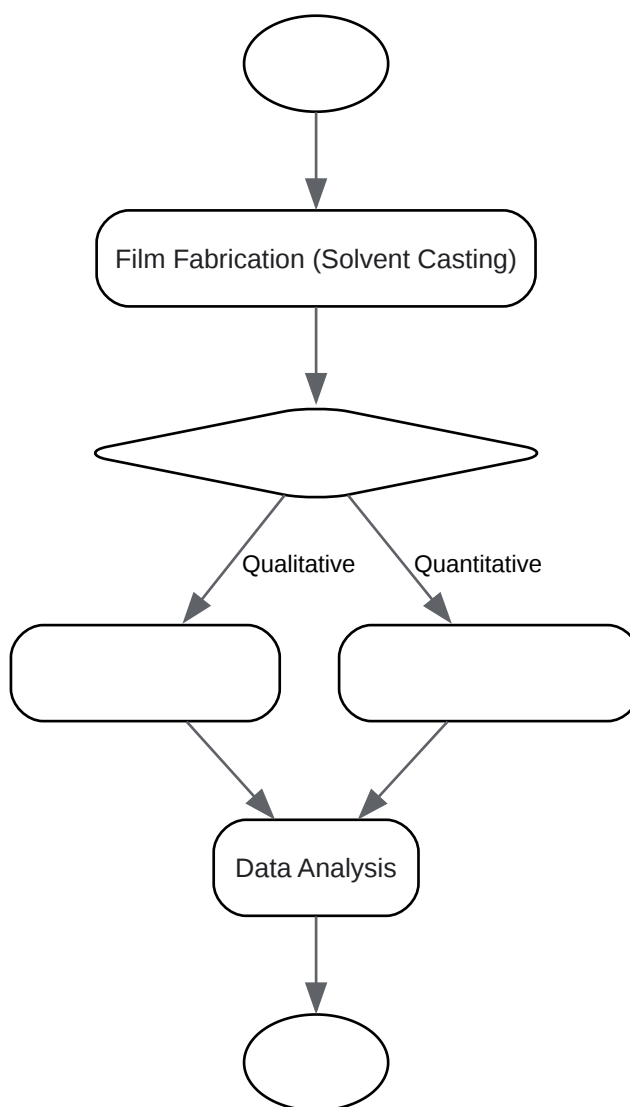 Film Fabrication (Solvent Casting)
Qualitative
Quantitative
Data Analysis